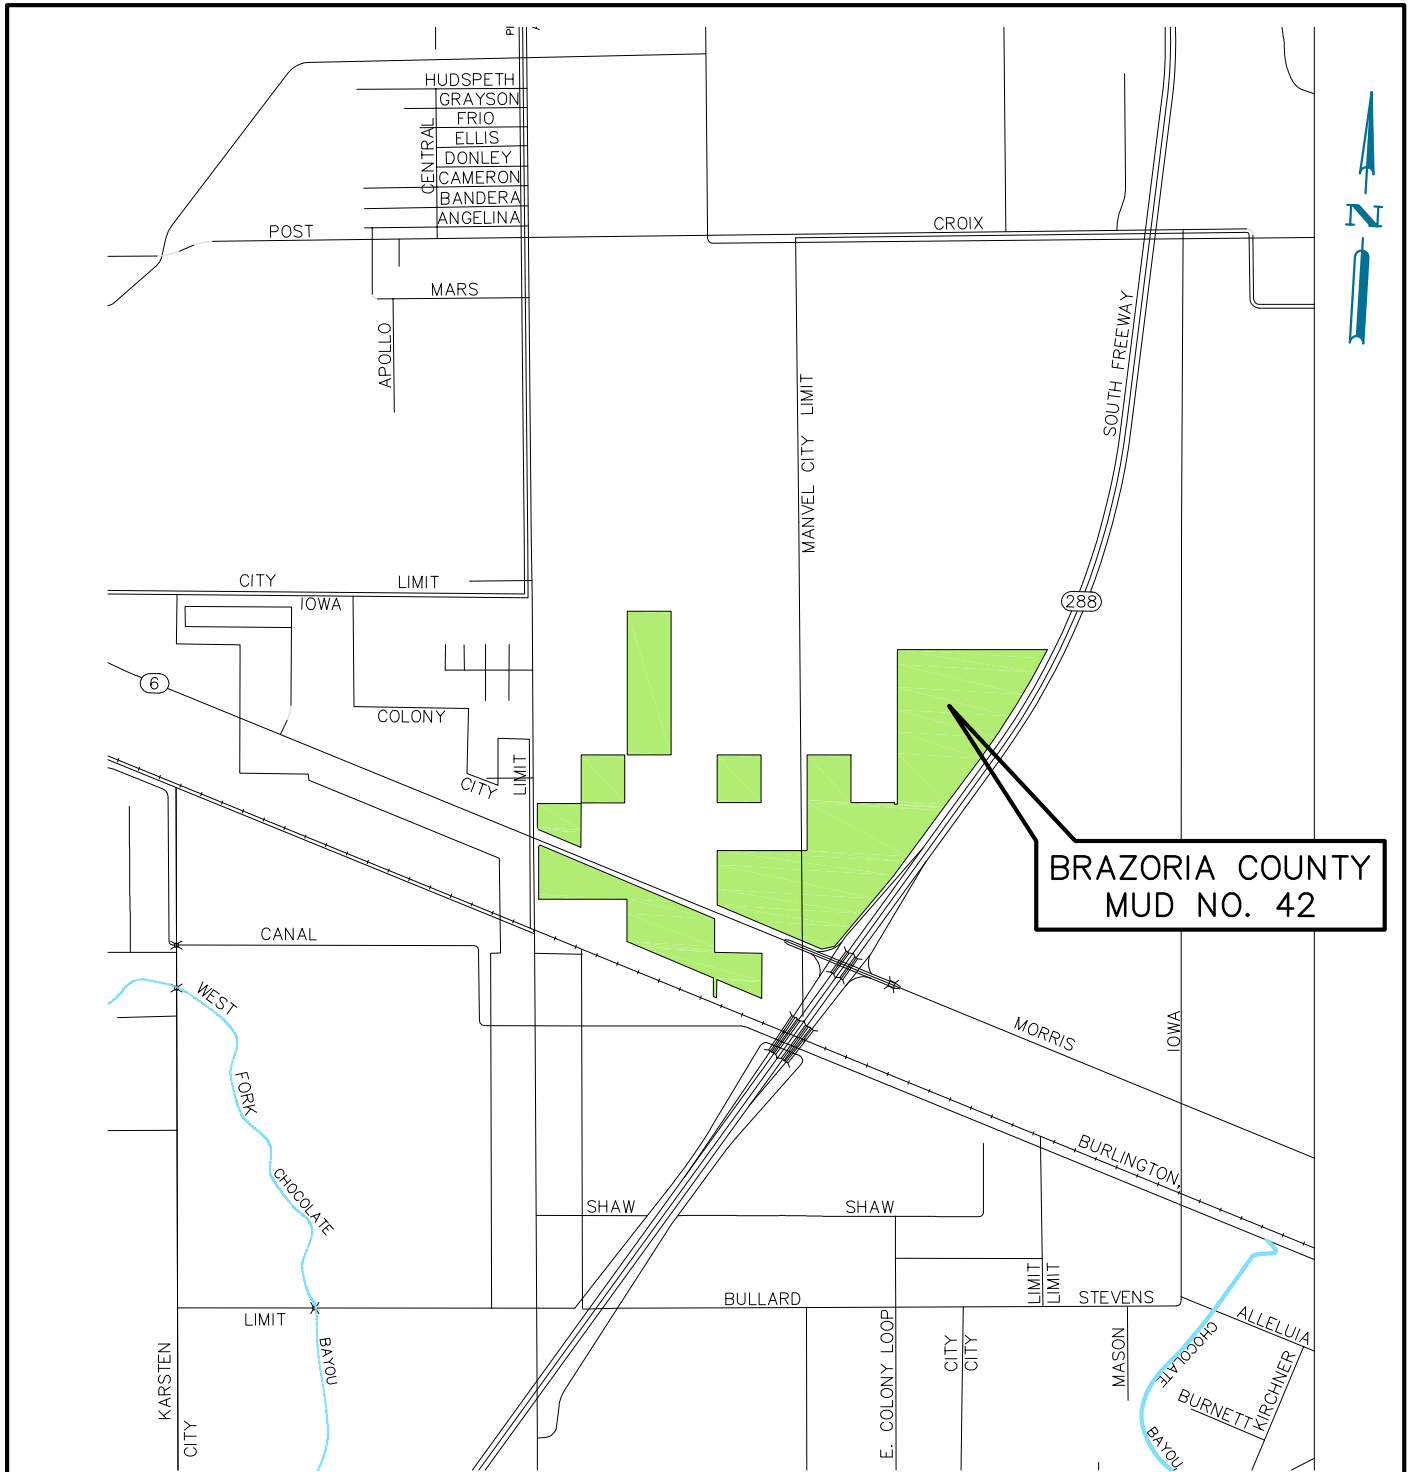 HUDSPETH
GRAYSON
FRIO
ELLIS
DONLEY
CAMERON
BANDERA
ANGELINA
CENTRAL
POST
CROIX
N
MARS
APOLLO
SOUTH FREEWAY
MANVEL CITY LIMIT
CITY LIMIT
IOWA
288
6
COLONY
CITY
LIMIT
BRAZORIA COUNTY
MUD NO. 42
CANAL
WEST
FORK
CHOCOLATE
BAYOU
MORRIS
IOWA
BURLINGTON,
SHAW
SHAW
LIMIT
LIMIT
BULLARD
STEVENS
LIMIT
ALLELUIA
CHOCOLATE
BAYOU
KARSTEN
CITY
E. COLONY LOOP
CITY
CITY
MASON
BURNETT
KIRCHNER